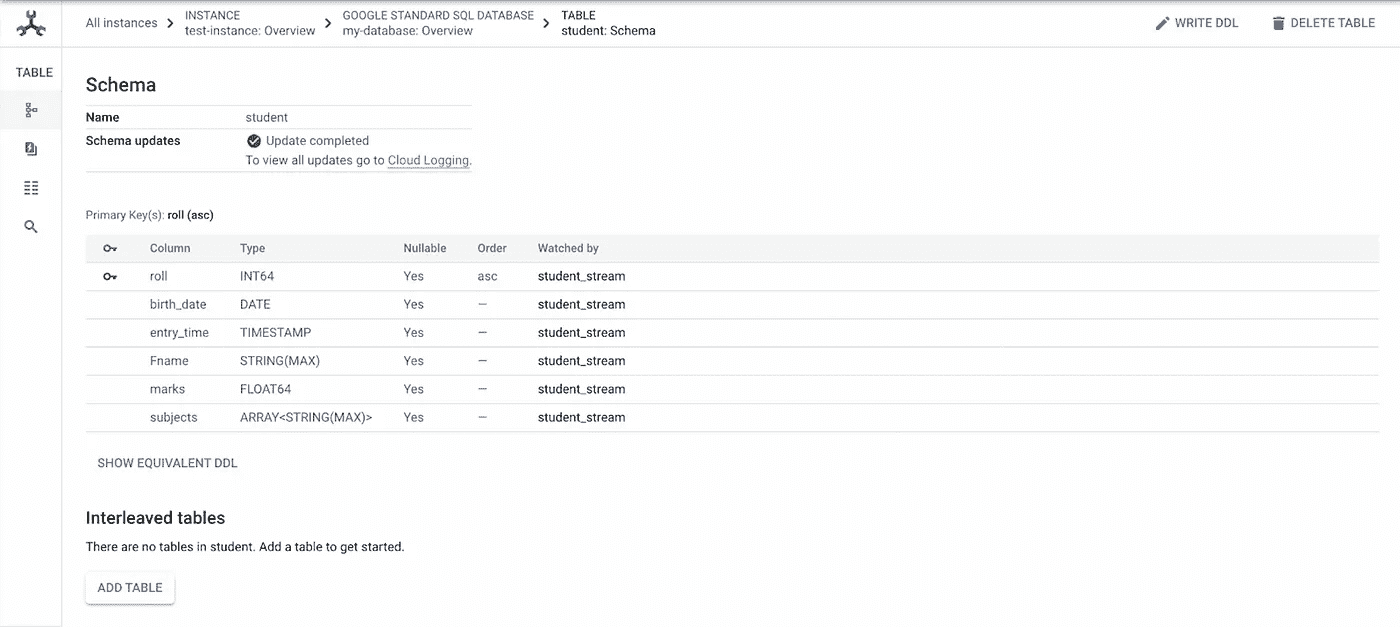 All instances
INSTANCE
test-instance: Overview
GOOGLE STANDARD SQL DATABASE
my-database: Overview
TABLE
student: Schema
WRITE DDL
DELETE TABLE
TABLE
Schema
Name student
Schema updates Update completed
To view all updates go to Cloud Logging.
Primary Key(s): roll (asc)
Column Type Nullable Order Watched by
roll INT64 Yes asc student_stream
birth_date DATE Yes — student_stream
entry_time TIMESTAMP Yes — student_stream
Fname STRING(MAX) Yes — student_stream
marks FLOAT64 Yes — student_stream
subjects ARRAY<STRING(MAX)> Yes — student_stream
SHOW EQUIVALENT DDL
Interleaved tables
There are no tables in student. Add a table to get started.
ADD TABLE